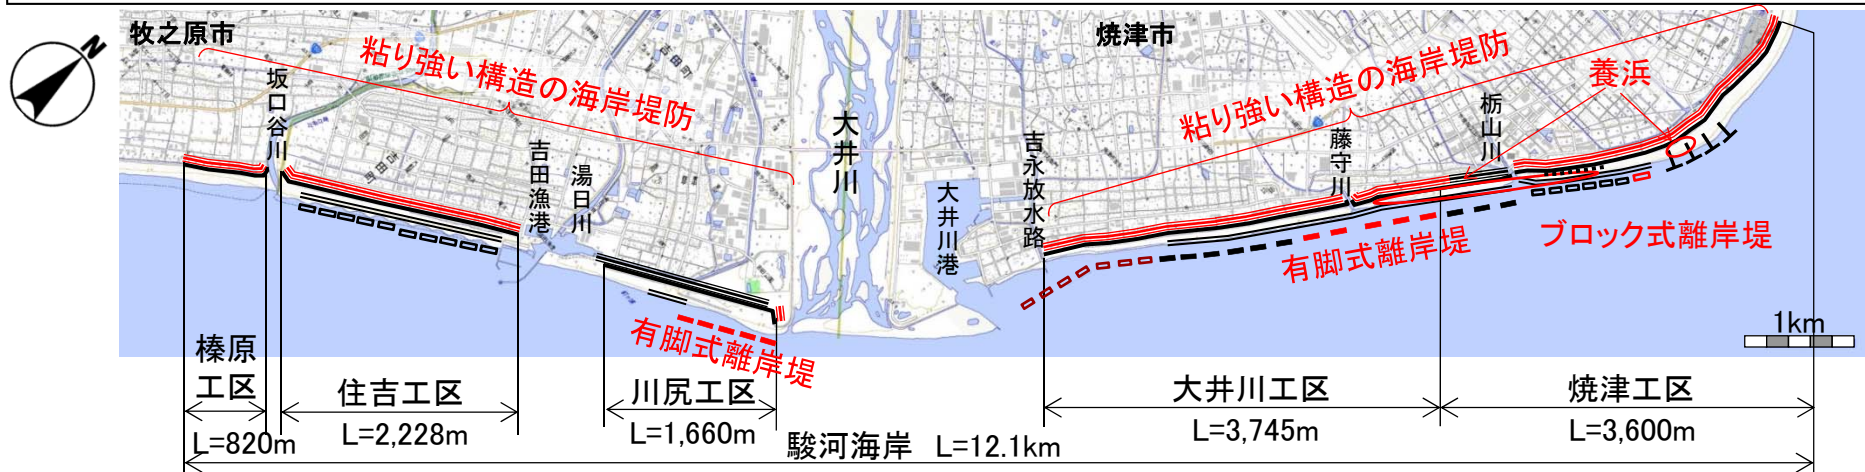 牧之原市
焼津市
N
粘り強い構造の海岸堤防
粘り強い構造の海岸堤防
養浜
坂口谷川
吉田漁港
湯日川
大井川
大井川港
吉永放水路
藤守川
栃山川
吉田町
有脚式離岸堤
有脚式離岸堤
ブロック式離岸堤
1km
榛原
工区
住吉工区
川尻工区
大井川工区
焼津工区
L=820m
L=2,228m
L=1,660m
L=3,745m
L=3,600m
駿河海岸 L=12.1km